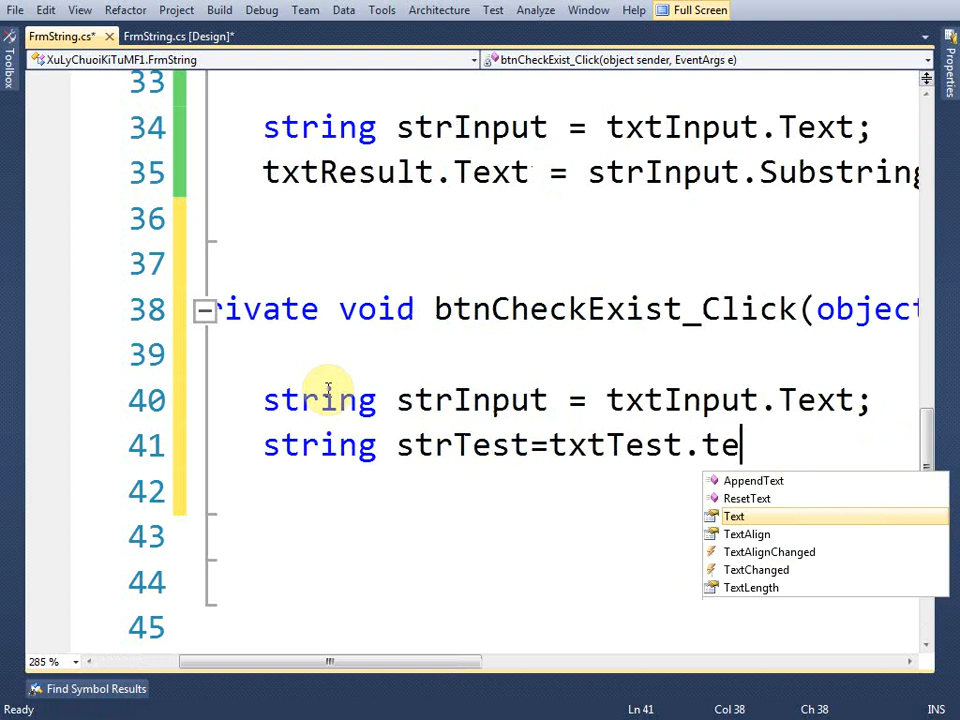 File Edit View Refactor Project Build Debug Team Data Tools Architecture Test Analyze Window Help Full Screen
FrmString.cs* FrmString.cs [Design]*
XuLyChuoiKiTuMF1.FrmString btnCheckExist_Click(object sender, EventArgs e)
Toolbox
Properties
33
34 string strInput = txtInput.Text;
35 txtResult.Text = strInput.Substring
36
37
38 rivate void btnCheckExist_Click(object
39
40 string strInput = txtInput.Text;
41 string strTest=txtTest.te
AppendText
ResetText
42
Text
TextAlign
43
TextAlignChanged
TextChanged
44
TextLength
45
285 %
Find Symbol Results
Ready Ln 41 Col 38 Ch 38 INS